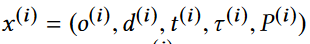 x^{(i)} = (o^{(i)}, d^{(i)}, t^{(i)}, τ^{(i)}, P^{(i)})